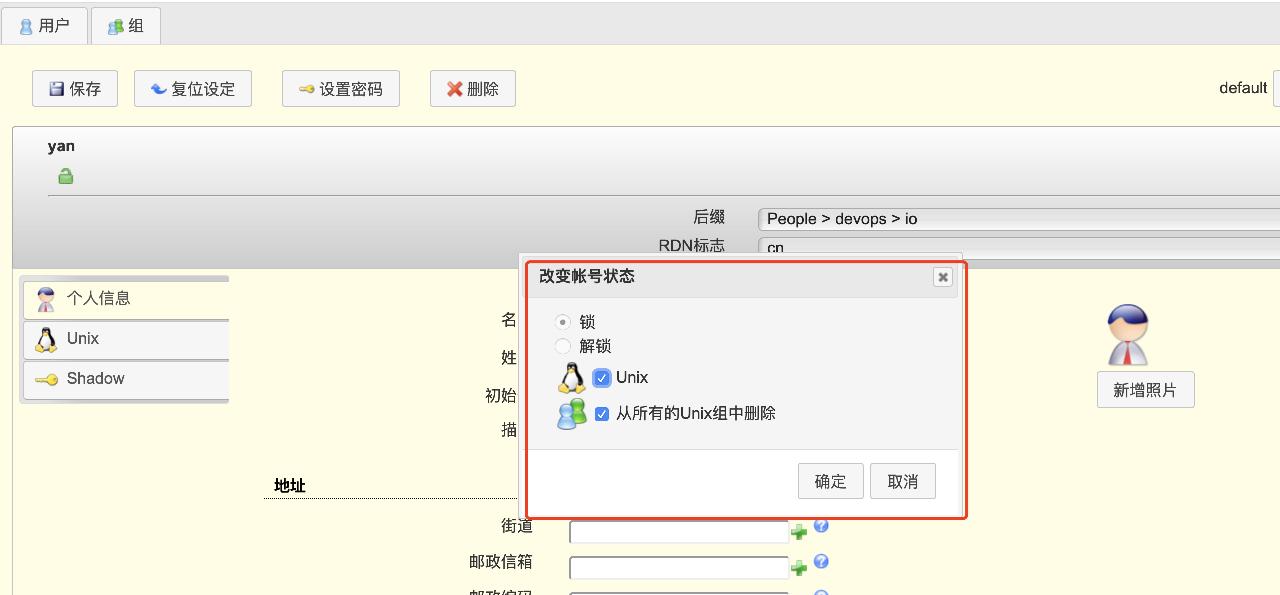 用户 组
保存 复位设定 设置密码 删除 default
yan
后缀 People > devops > io
RDN标志 cn
改变帐号状态
个人信息
Unix
Shadow
名
姓
初始
描
锁
解锁
Unix
从所有的Unix组中删除
确定 取消
新增照片
地址
街道
邮政信箱
邮政编码